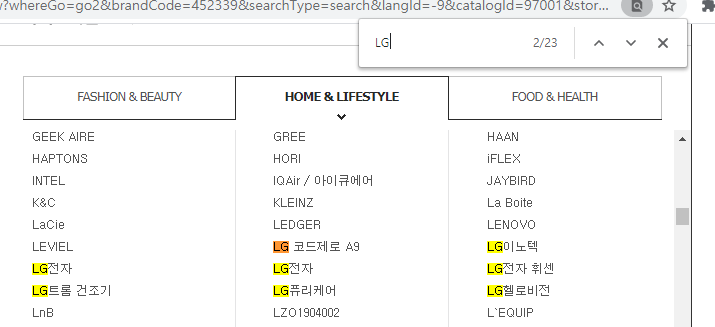 ?whereGo=go2&brandCode=452339&searchType=search&langId=-9&catalogId=97001&stor...
LG 2/23
FASHION & BEAUTY HOME & LIFESTYLE FOOD & HEALTH
GEEK AIRE GREE HAAN
HAPTONS HORI iFLEX
INTEL IQAir / 아이큐에어 JAYBIRD
K&C KLEINZ La Boite
LaCie LEDGER LENOVO
LEVIEL LG 코드제로 A9 LG이노텍
LG전자 LG전자 LG전자 휘센
LG트롬 건조기 LG퓨리케어 LG헬로비전
LnB LZO1904002 L`EQUIP